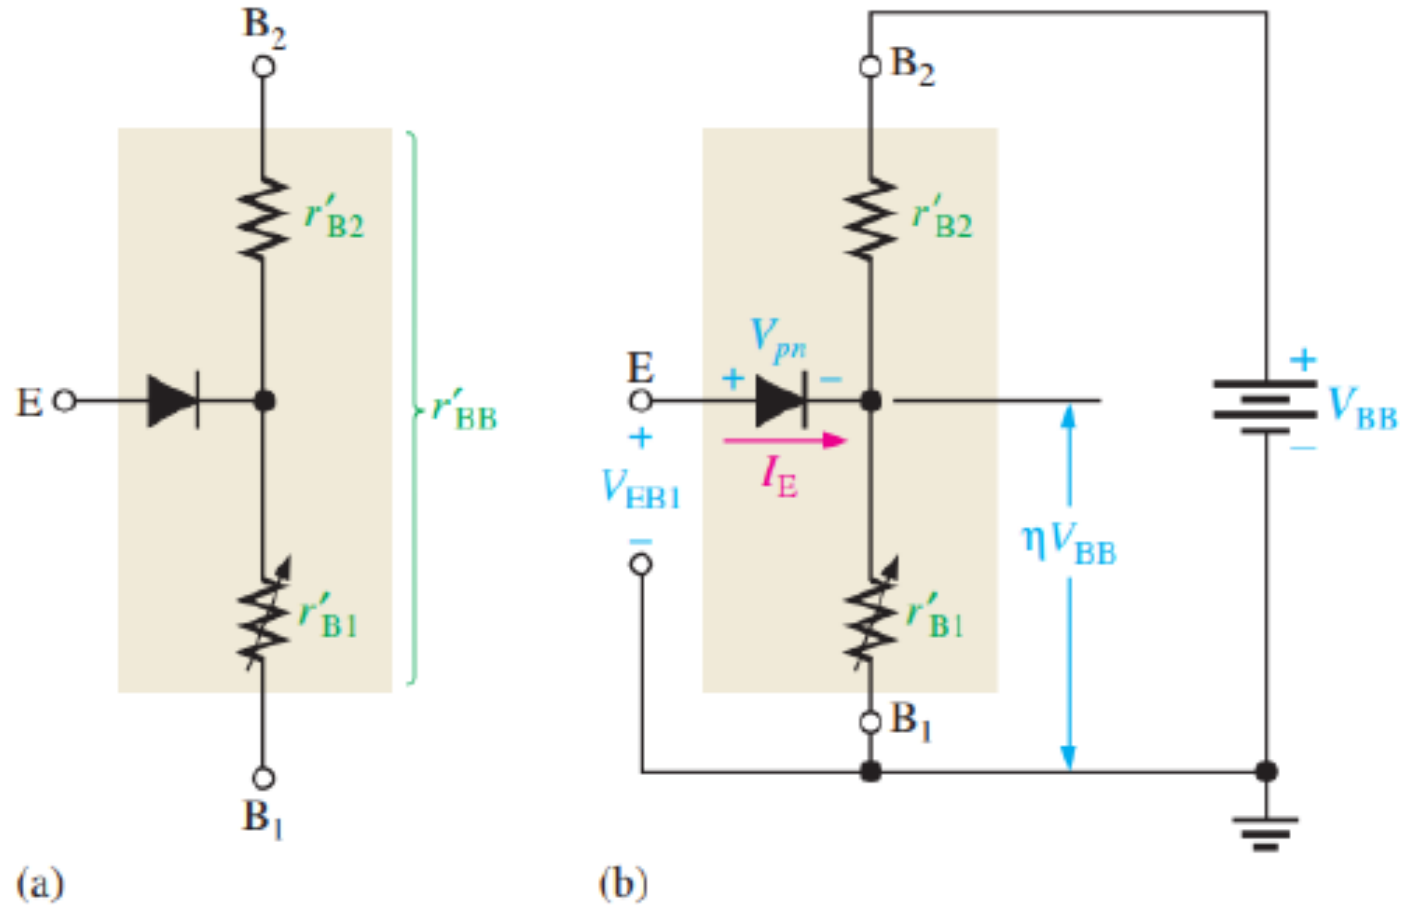 B₂
r′B2
E
r′BB
r′B1
B₁
(a)
B₂
r′B2
Vpn
E
+ −
+
IE
VEB1
−
ηVBB
+
VBB
−
r′B1
B₁
(b)